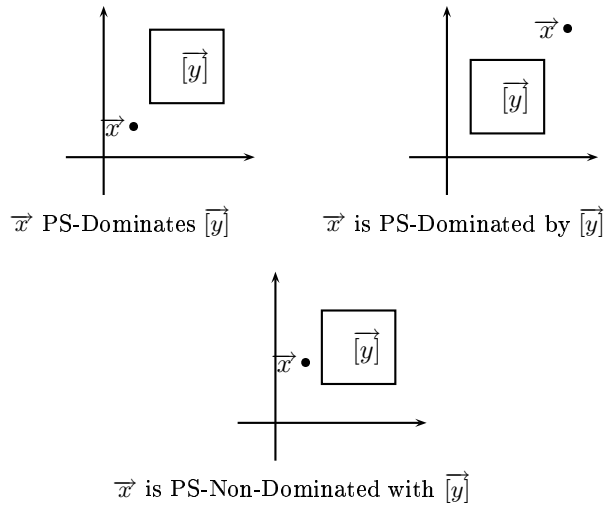 [y⃗]
x⃗
x⃗ PS-Dominates [y⃗]
x⃗
[y⃗]
x⃗ is PS-Dominated by [y⃗]
[y⃗]
x⃗
x⃗ is PS-Non-Dominated with [y⃗]